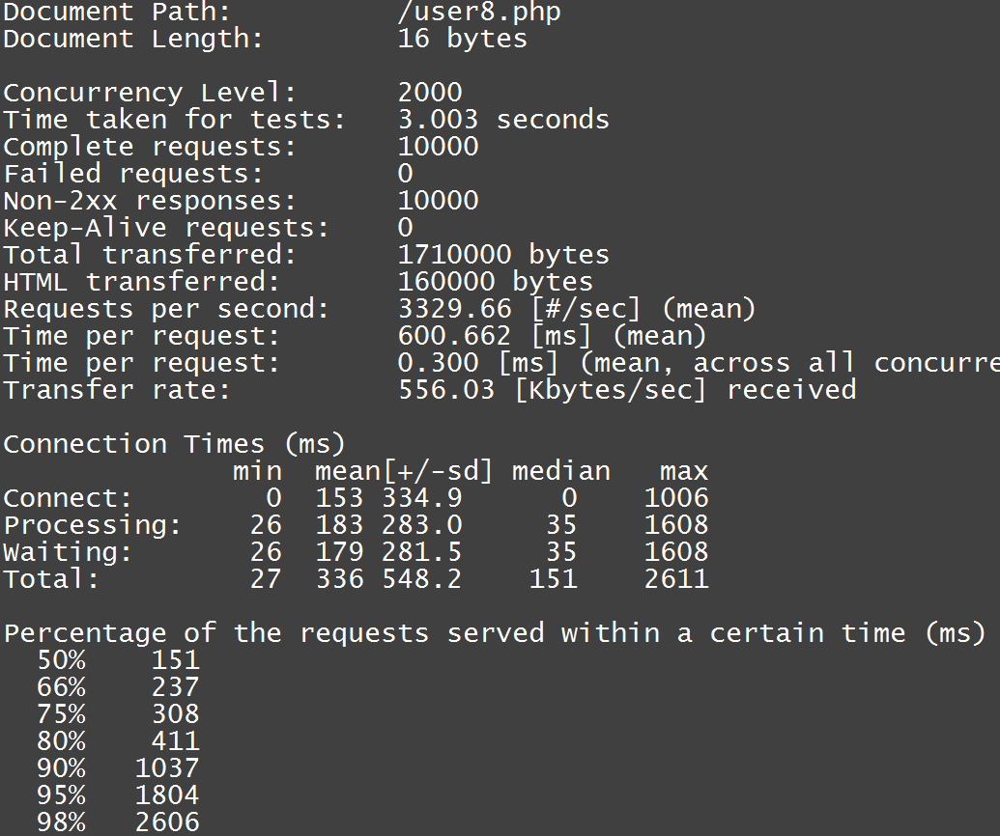 Document Path:          /user8.php
Document Length:        16 bytes
Concurrency Level:      2000
Time taken for tests:   3.003 seconds
Complete requests:      10000
Failed requests:        0
Non-2xx responses:      10000
Keep-Alive requests:    0
Total transferred:      1710000 bytes
HTML transferred:       160000 bytes
Requests per second:    3329.66 [#/sec] (mean)
Time per request:       600.662 [ms] (mean)
Time per request:       0.300 [ms] (mean, across all concurre
Transfer rate:          556.03 [Kbytes/sec] received
Connection Times (ms)
              min  mean[+/-sd] median   max
Connect:        0  153 334.9      0    1006
Processing:    26  183 283.0     35    1608
Waiting:       26  179 281.5     35    1608
Total:         27  336 548.2    151    2611
Percentage of the requests served within a certain time (ms)
  50%    151
  66%    237
  75%    308
  80%    411
  90%   1037
  95%   1804
  98%   2606